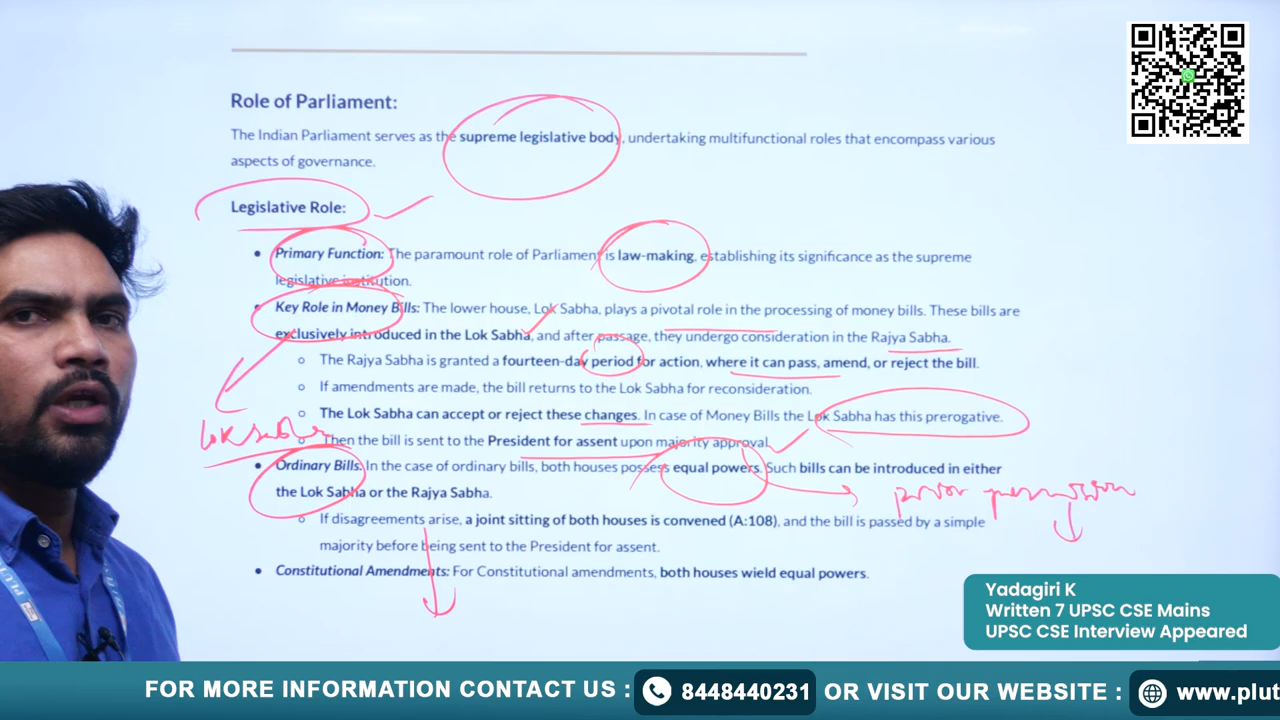 Role of Parliament:
The Indian Parliament serves as the supreme legislative body, undertaking multifunctional roles that encompass various
aspects of governance.
Legislative Role:
• Primary Function: The paramount role of Parliament is law-making, establishing its significance as the supreme
legislative institution.
• Key Role in Money Bills: The lower house, Lok Sabha, plays a pivotal role in the processing of money bills. These bills are
exclusively introduced in the Lok Sabha, and after passage, they undergo consideration in the Rajya Sabha.
○ The Rajya Sabha is granted a fourteen-day period for action, where it can pass, amend, or reject the bill.
○ If amendments are made, the bill returns to the Lok Sabha for reconsideration.
○ The Lok Sabha can accept or reject these changes. In case of Money Bills the Lok Sabha has this prerogative.
Lok Sabha
○ Then the bill is sent to the President for assent upon majority approval.
• Ordinary Bills: In the case of ordinary bills, both houses possess equal powers. Such bills can be introduced in either
the Lok Sabha or the Rajya Sabha.
prior permission
○ If disagreements arise, a joint sitting of both houses is convened (A:108), and the bill is passed by a simple
majority before being sent to the President for assent.
• Constitutional Amendments: For Constitutional amendments, both houses wield equal powers.
Yadagiri K
Written 7 UPSC CSE Mains
UPSC CSE Interview Appeared
FOR MORE INFORMATION CONTACT US : 8448440231 OR VISIT OUR WEBSITE : www.plut